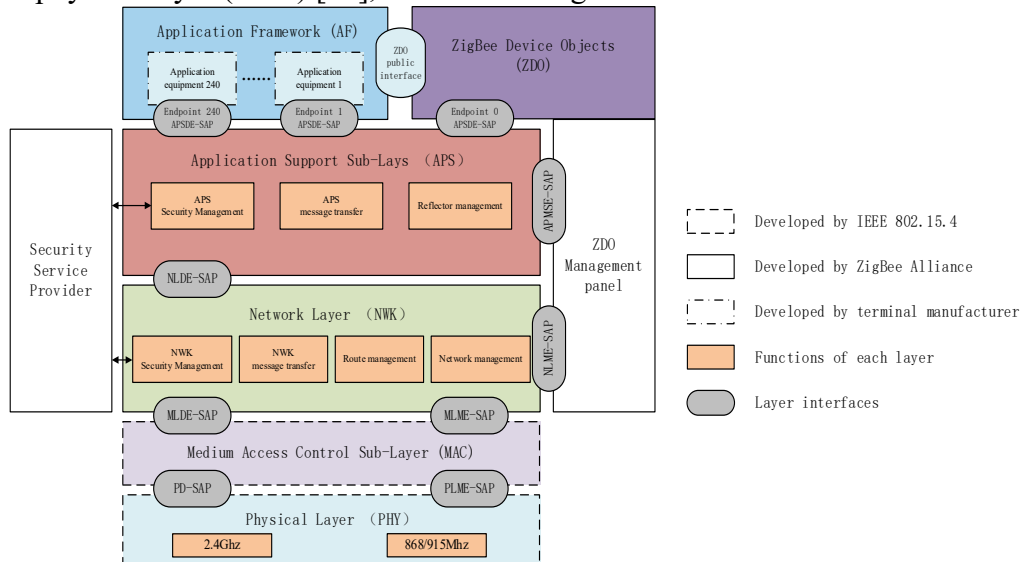 Application Framework (AF)
ZDO
public
interface
ZigBee Device Objects
(ZDO)
Application
equipment 240
······
Application
equipment 1
Endpoint 240
APSDE-SAP
Endpoint 1
APSDE-SAP
Endpoint 0
APSDE-SAP
Application Support Sub-Lays （APS）
APS
Security Management
APS
message transfer
Reflector management
APMSE-SAP
Security
Service
Provider
ZDO
Management
panel
NLDE-SAP
Network Layer （NWK）
NWK
Security Management
NWK
message transfer
Route management
Network management
NLME-SAP
MLDE-SAP
MLME-SAP
Medium Access Control Sub-Layer (MAC)
PD-SAP
PLME-SAP
Physical Layer （PHY）
2.4Ghz
868/915Mhz
Developed by IEEE 802.15.4
Developed by ZigBee Alliance
Developed by terminal manufacturer
Functions of each layer
Layer interfaces